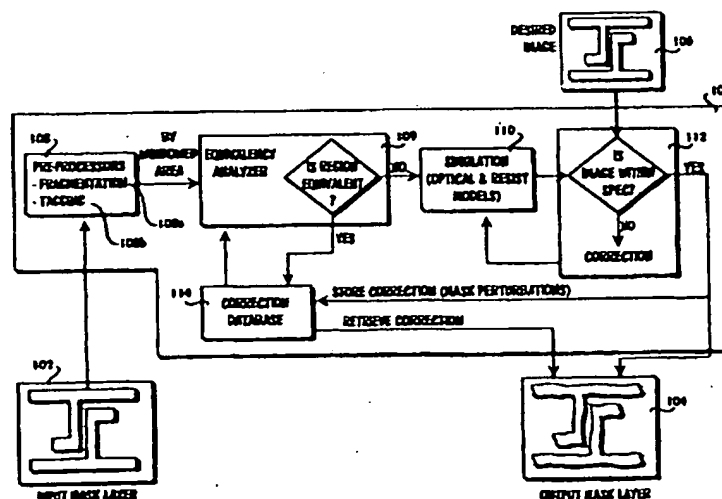 DESIRED
IMAGE
106
10
108
PRE-PROCESSORS
- FRAGMENTATION
- TAGGING
108a
108b
BY
WINDOWED
AREA
EQUIVALENCY
ANALYZER
109
IS REGION
EQUIVALENT
?
NO
YES
110
SIMULATION
(OPTICAL & RESIST
MODELS)
112
IS
IMAGE WITHIN
SPEC?
YES
NO
CORRECTION
114
CORRECTION
DATABASE
STORE CORRECTION (MASK PERTURBATIONS)
RETRIEVE CORRECTION
102
INPUT MASK LAYER
104
OUTPUT MASK LAYER